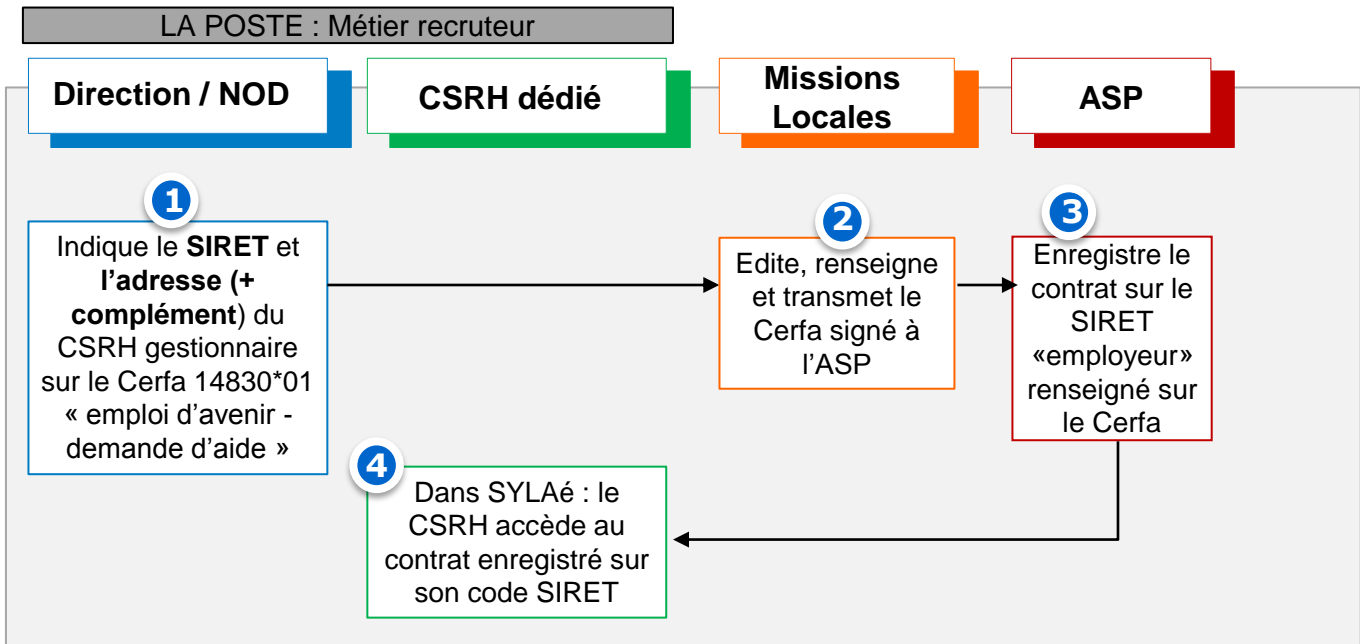 LA POSTE : Métier recruteur
Direction / NOD
CSRH dédié
Missions
Locales
ASP
1
Indique le SIRET et
l'adresse (+
complément) du
CSRH gestionnaire
sur le Cerfa 14830*01
« emploi d'avenir -
demande d'aide »
2
Edite, renseigne
et transmet le
Cerfa signé à
l'ASP
3
Enregistre le
contrat sur le
SIRET
«employeur»
renseigné sur
le Cerfa
4
Dans SYLAé : le
CSRH accède au
contrat enregistré sur
son code SIRET